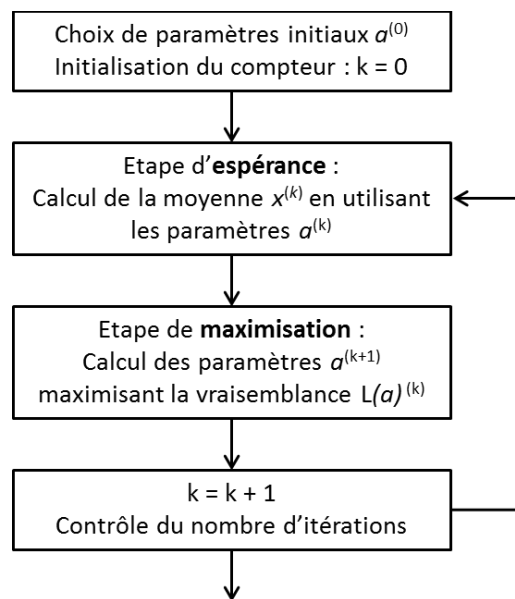 Choix de paramètres initiaux a⁽⁰⁾
Initialisation du compteur : k = 0
Etape d’espérance :
Calcul de la moyenne x⁽ᵏ⁾ en utilisant
les paramètres a⁽ᵏ⁾
Etape de maximisation :
Calcul des paramètres a⁽ᵏ⁺¹⁾
maximisant la vraisemblance L(a)⁽ᵏ⁾
k = k + 1
Contrôle du nombre d’itérations